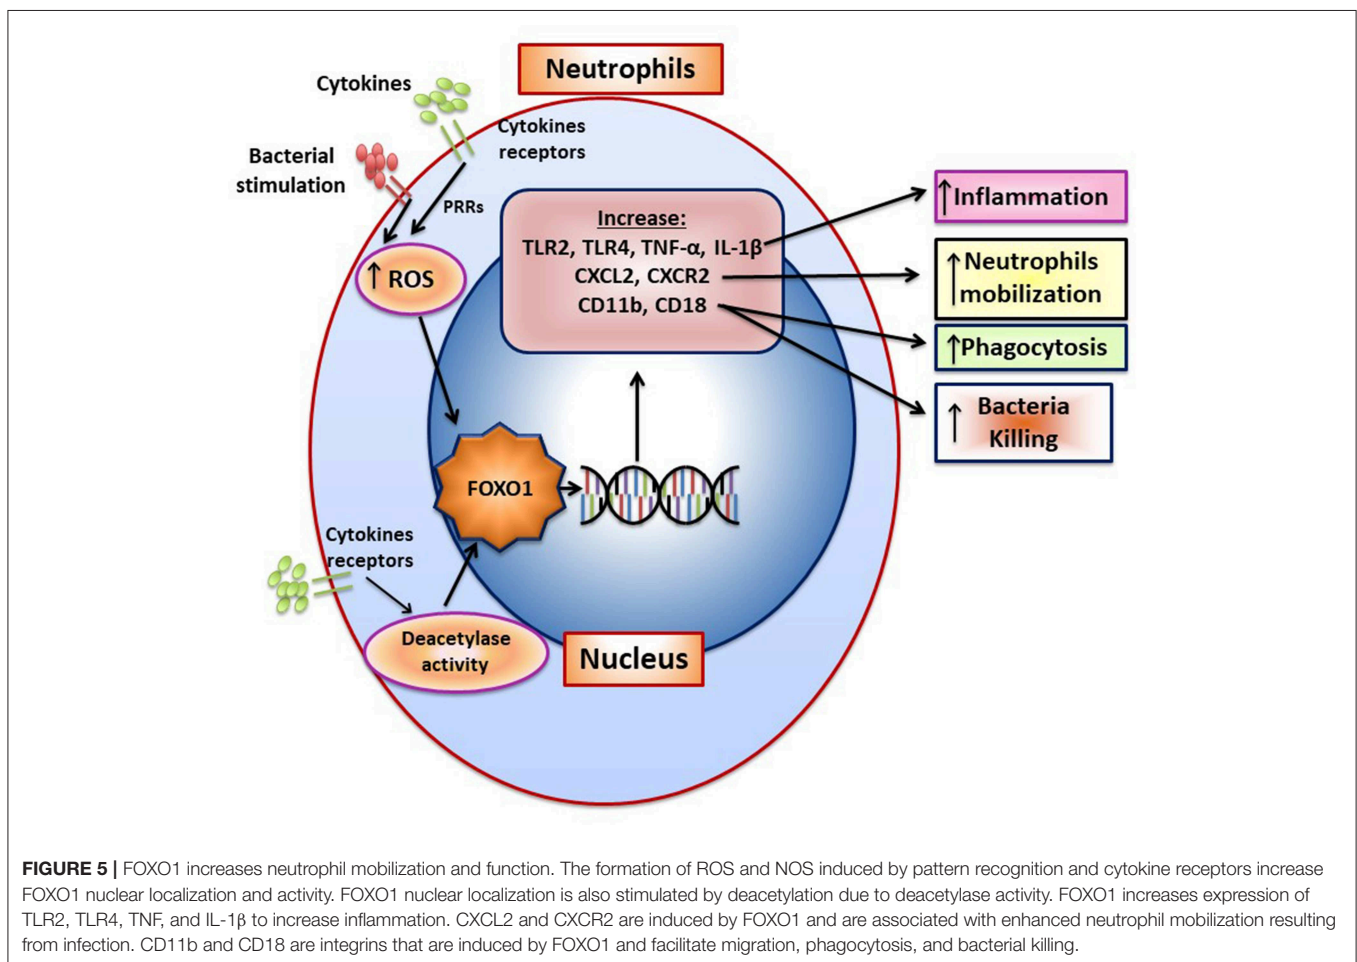 Neutrophils
Cytokines
Cytokines
receptors
Bacterial
stimulation
PRRs
↑ ROS
Increase:
TLR2, TLR4, TNF-α, IL-1β
CXCL2, CXCR2
CD11b, CD18
↑ Inflammation
↑ Neutrophils
mobilization
↑ Phagocytosis
↑ Bacteria
Killing
FOXO1
Cytokines
receptors
Deacetylase
activity
Nucleus
FIGURE 5 | FOXO1 increases neutrophil mobilization and function. The formation of ROS and NOS induced by pattern recognition and cytokine receptors increase
FOXO1 nuclear localization and activity. FOXO1 nuclear localization is also stimulated by deacetylation due to deacetylase activity. FOXO1 increases expression of
TLR2, TLR4, TNF, and IL-1β to increase inflammation. CXCL2 and CXCR2 are induced by FOXO1 and are associated with enhanced neutrophil mobilization resulting
from infection. CD11b and CD18 are integrins that are induced by FOXO1 and facilitate migration, phagocytosis, and bacterial killing.